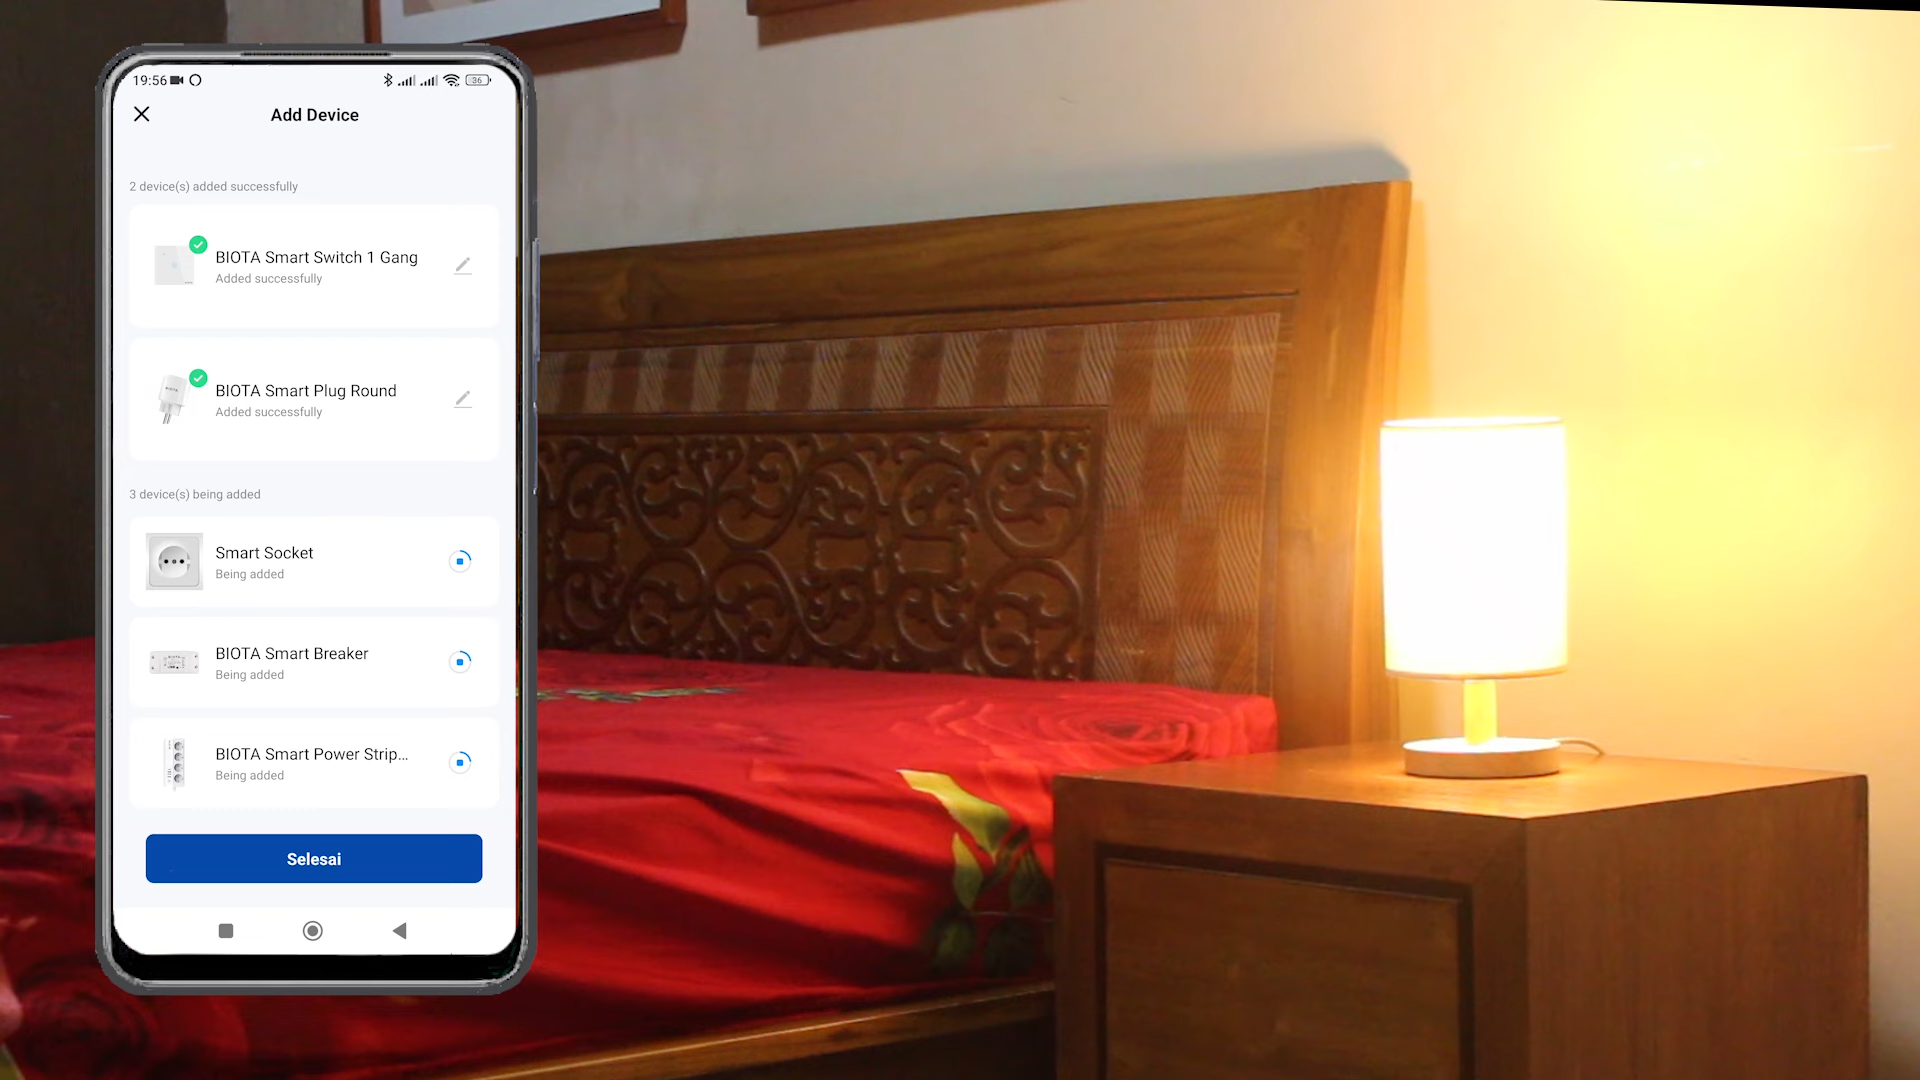 19:56
36
Add Device
2 device(s) added successfully
BIOTA Smart Switch 1 Gang
Added successfully
BIOTA
BIOTA Smart Plug Round
Added successfully
3 device(s) being added
Smart Socket
Being added
BIOTA Smart Breaker
Being added
BIOTA Smart Power Strip...
Being added
Selesai